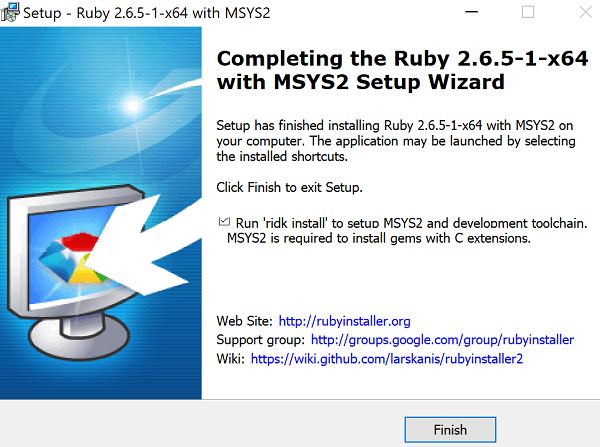 Setup - Ruby 2.6.5-1-x64 with MSYS2
Completing the Ruby 2.6.5-1-x64
with MSYS2 Setup Wizard
Setup has finished installing Ruby 2.6.5-1-x64 with MSYS2 on
your computer. The application may be launched by selecting
the installed shortcuts.
Click Finish to exit Setup.
Run 'ridk install' to setup MSYS2 and development toolchain.
MSYS2 is required to install gems with C extensions.
Web Site: http://rubyinstaller.org
Support group: http://groups.google.com/group/rubyinstaller
Wiki: https://wiki.github.com/larskanis/rubyinstaller2
Finish